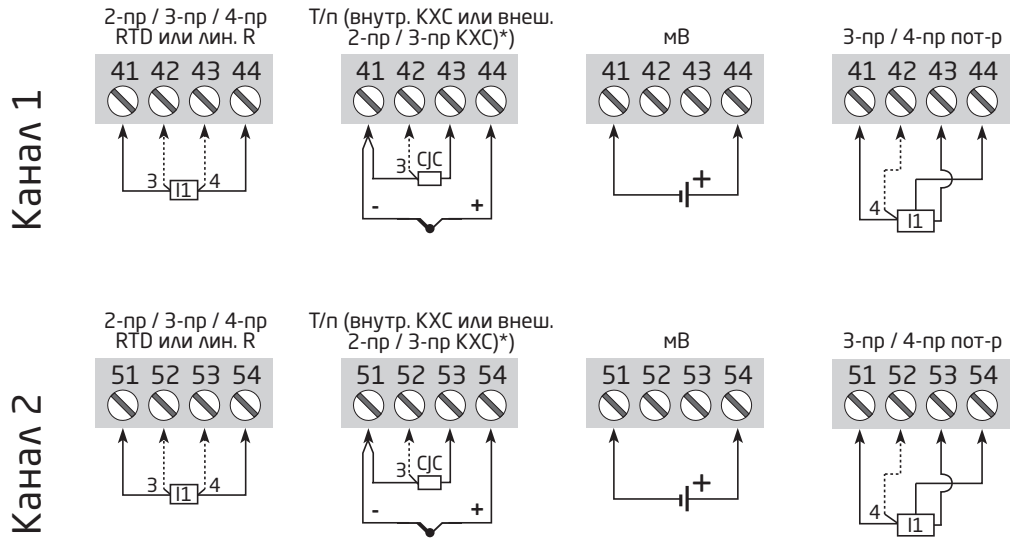 Канал 1
2-пр / 3-пр / 4-пр
RTD или лин. R
41 42 43 44
3 I1 4
Т/п (внутр. КХС или внеш.
2-пр / 3-пр КХС)*)
41 42 43 44
3 CJC
- +
мВ
41 42 43 44
+
3-пр / 4-пр пот-р
41 42 43 44
4 I1
Канал 2
2-пр / 3-пр / 4-пр
RTD или лин. R
51 52 53 54
3 I1 4
Т/п (внутр. КХС или внеш.
2-пр / 3-пр КХС)*)
51 52 53 54
3 CJC
- +
мВ
51 52 53 54
+
3-пр / 4-пр пот-р
51 52 53 54
4 I1